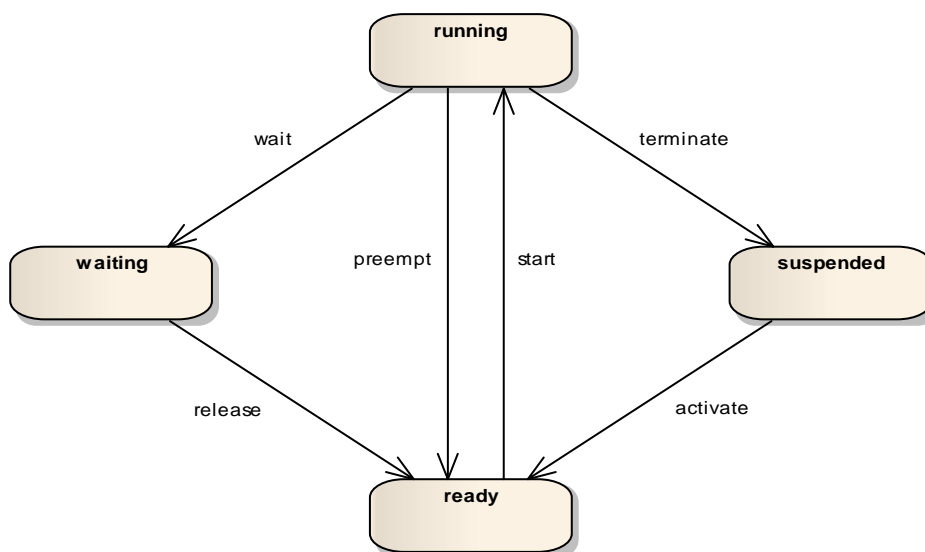 running
wait
terminate
waiting
preempt
start
suspended
release
activate
ready